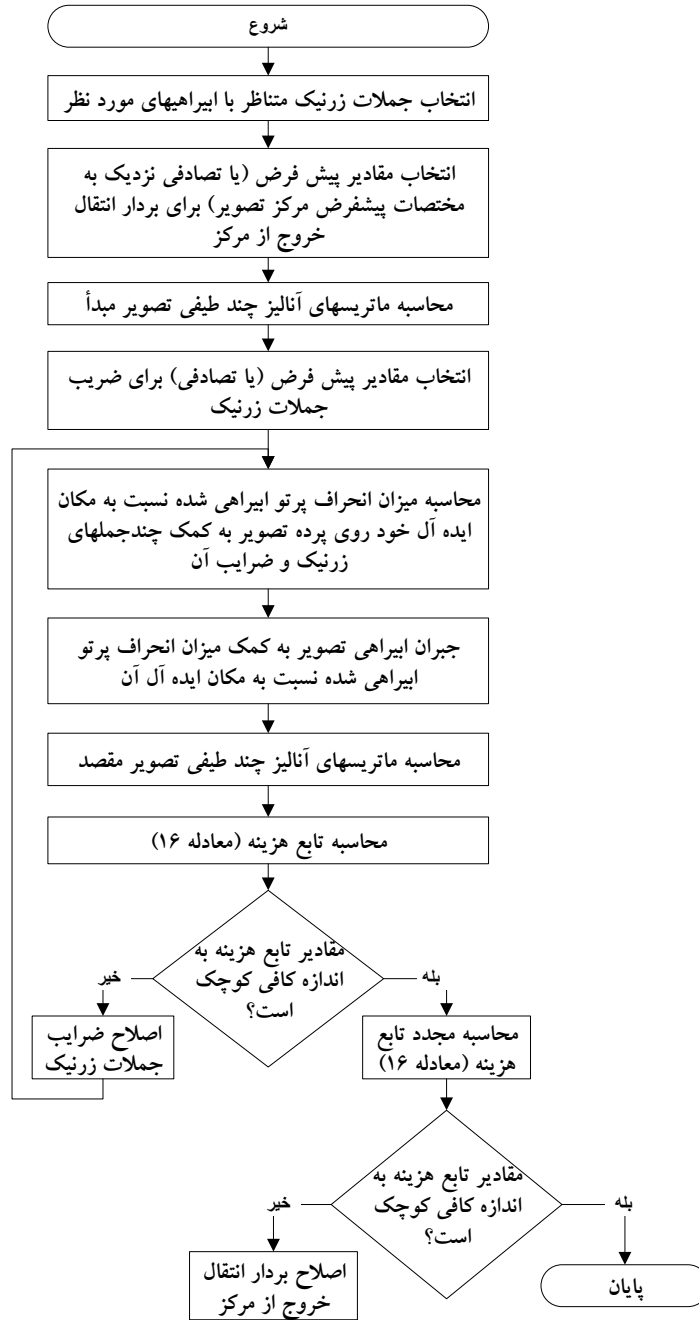 شروع
انتخاب جملات زرنیک متناظر با ابیراهیهای مورد نظر
انتخاب مقادیر پیش فرض (یا تصادفی نزدیک به
مختصات پیشفرض مرکز تصویر) برای بردار انتقال
خروج از مرکز
محاسبه ماتریسهای آنالیز چند طیفی تصویر مبدأ
انتخاب مقادیر پیش فرض (یا تصادفی) برای ضریب
جملات زرنیک
محاسبه میزان انحراف پرتو ابیراهی شده نسبت به مکان
ایده آل خود روی پرده تصویر به کمک چندجملهای
زرنیک و ضرایب آن
جبران ابیراهی تصویر به کمک میزان انحراف پرتو
ابیراهی شده نسبت به مکان ایده آل آن
محاسبه ماتریسهای آنالیز چند طیفی تصویر مقصد
محاسبه تابع هزینه (معادله ۱۶)
مقادیر تابع هزینه به
اندازه کافی کوچک
است؟
خیر
بله
اصلاح ضرایب
جملات زرنیک
محاسبه مجدد تابع
هزینه (معادله ۱۶)
مقادیر تابع هزینه به
اندازه کافی کوچک
است؟
خیر
بله
اصلاح بردار انتقال
خروج از مرکز
پایان